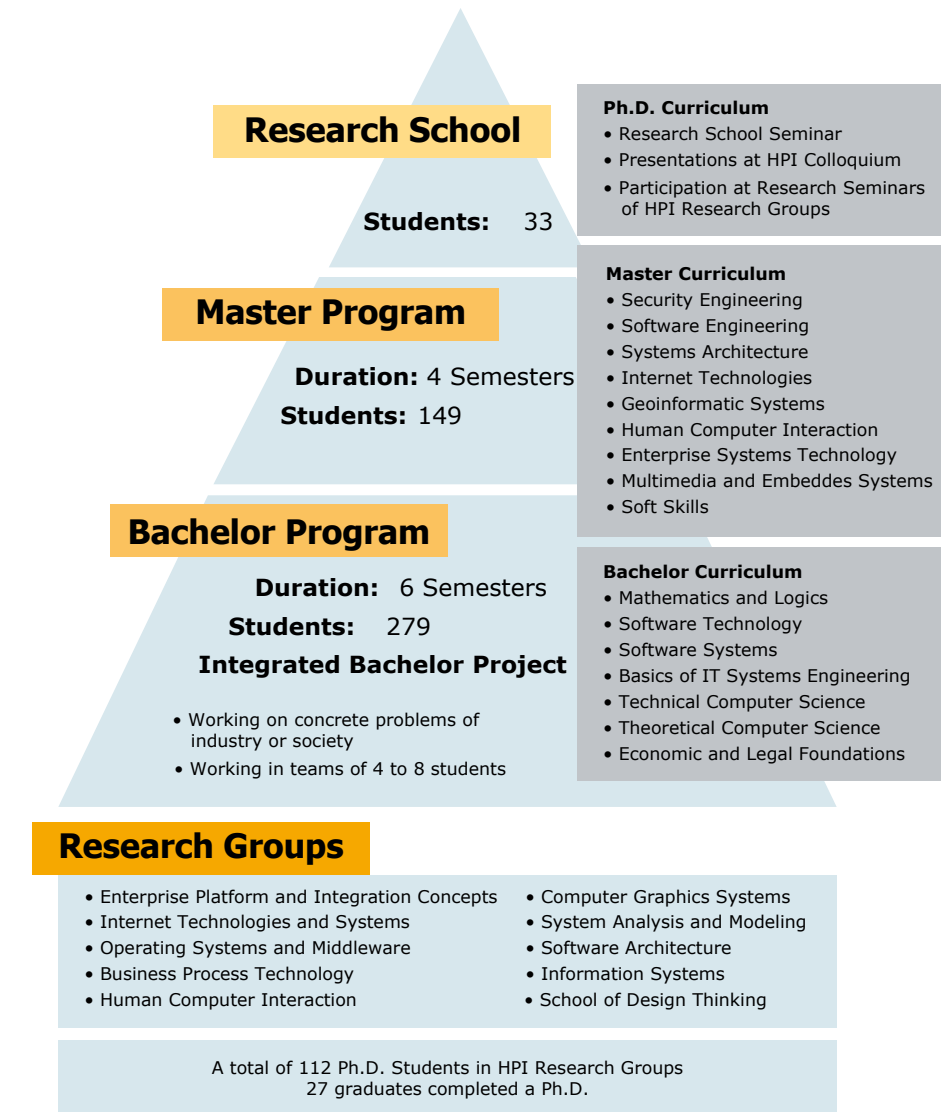 Research School
Students: 33
Ph.D. Curriculum
• Research School Seminar
• Presentations at HPI Colloquium
• Participation at Research Seminars
of HPI Research Groups
Master Program
Duration: 4 Semesters
Students: 149
Master Curriculum
• Security Engineering
• Software Engineering
• Systems Architecture
• Internet Technologies
• Geoinformatic Systems
• Human Computer Interaction
• Enterprise Systems Technology
• Multimedia and Embeddes Systems
• Soft Skills
Bachelor Program
Duration: 6 Semesters
Students: 279
Integrated Bachelor Project
• Working on concrete problems of
industry or society
• Working in teams of 4 to 8 students
Bachelor Curriculum
• Mathematics and Logics
• Software Technology
• Software Systems
• Basics of IT Systems Engineering
• Technical Computer Science
• Theoretical Computer Science
• Economic and Legal Foundations
Research Groups
• Enterprise Platform and Integration Concepts
• Internet Technologies and Systems
• Operating Systems and Middleware
• Business Process Technology
• Human Computer Interaction
• Computer Graphics Systems
• System Analysis and Modeling
• Software Architecture
• Information Systems
• School of Design Thinking
A total of 112 Ph.D. Students in HPI Research Groups
27 graduates completed a Ph.D.